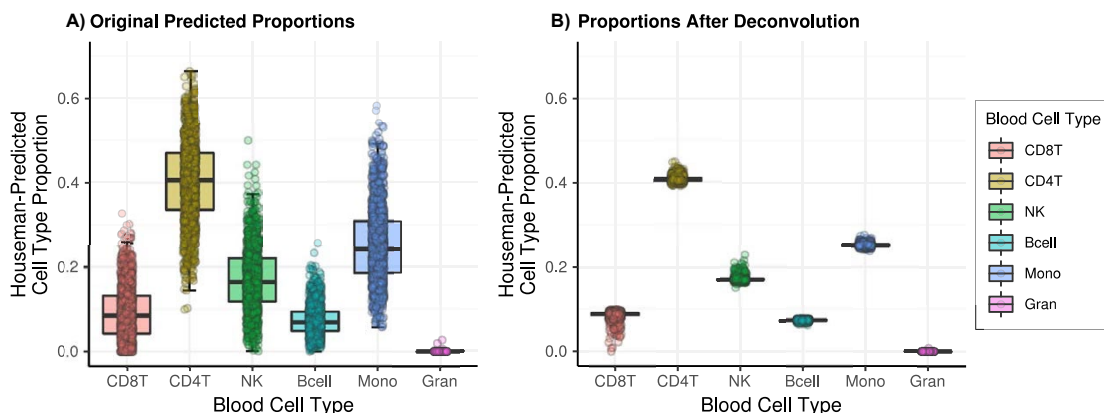 A) Original Predicted Proportions
Houseman-Predicted
Cell Type Proportion
0.6
0.4
0.2
0.0
CD8T CD4T NK Bcell Mono Gran
Blood Cell Type
B) Proportions After Deconvolution
Houseman-Predicted
Cell Type Proportion
0.6
0.4
0.2
0.0
CD8T CD4T NK Bcell Mono Gran
Blood Cell Type
Blood Cell Type
CD8T
CD4T
NK
Bcell
Mono
Gran